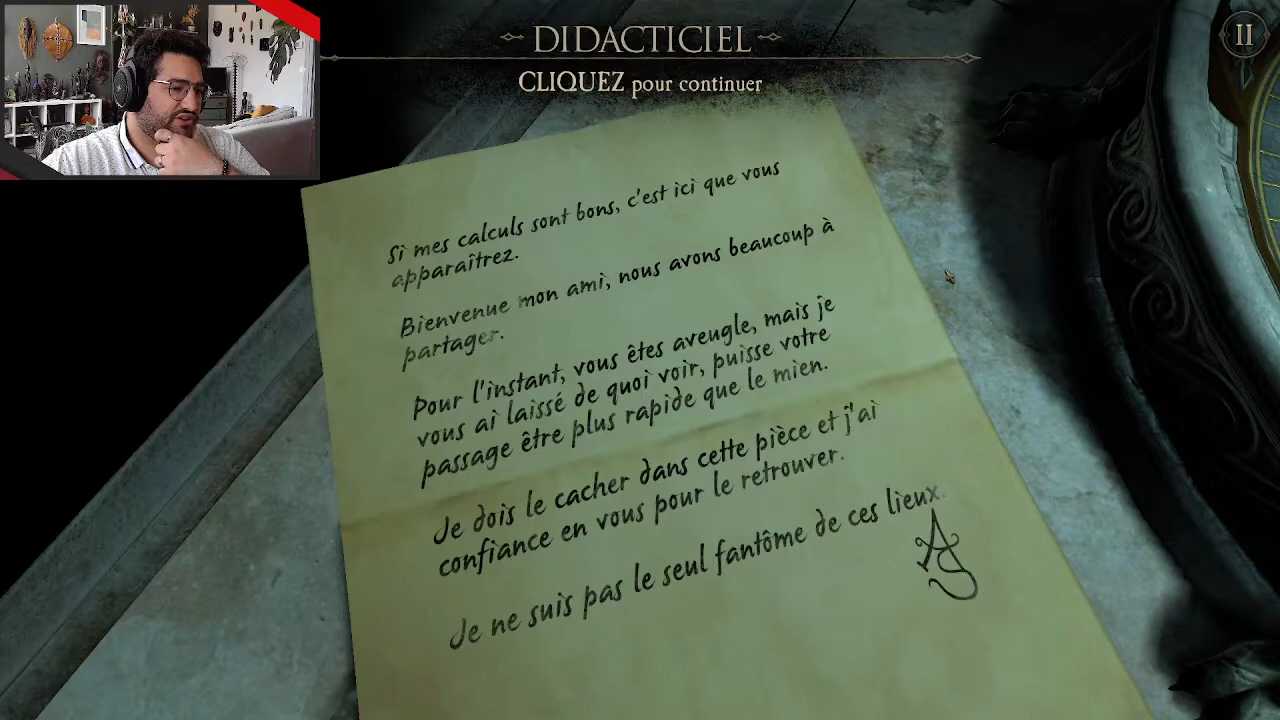 DIDACTICIEL
CLIQUEZ pour continuer
II
Si mes calculs sont bons, c'est ici que vous
apparaîtrez.
Bienvenue mon ami, nous avons beaucoup à
partager.
Pour l'instant, vous êtes aveugle, mais je
vous ai laissé de quoi voir, puisse votre
passage être plus rapide que le mien.
Je dois le cacher dans cette pièce et j'ai
confiance en vous pour le retrouver.
Je ne suis pas le seul fantôme de ces lieux.
AS